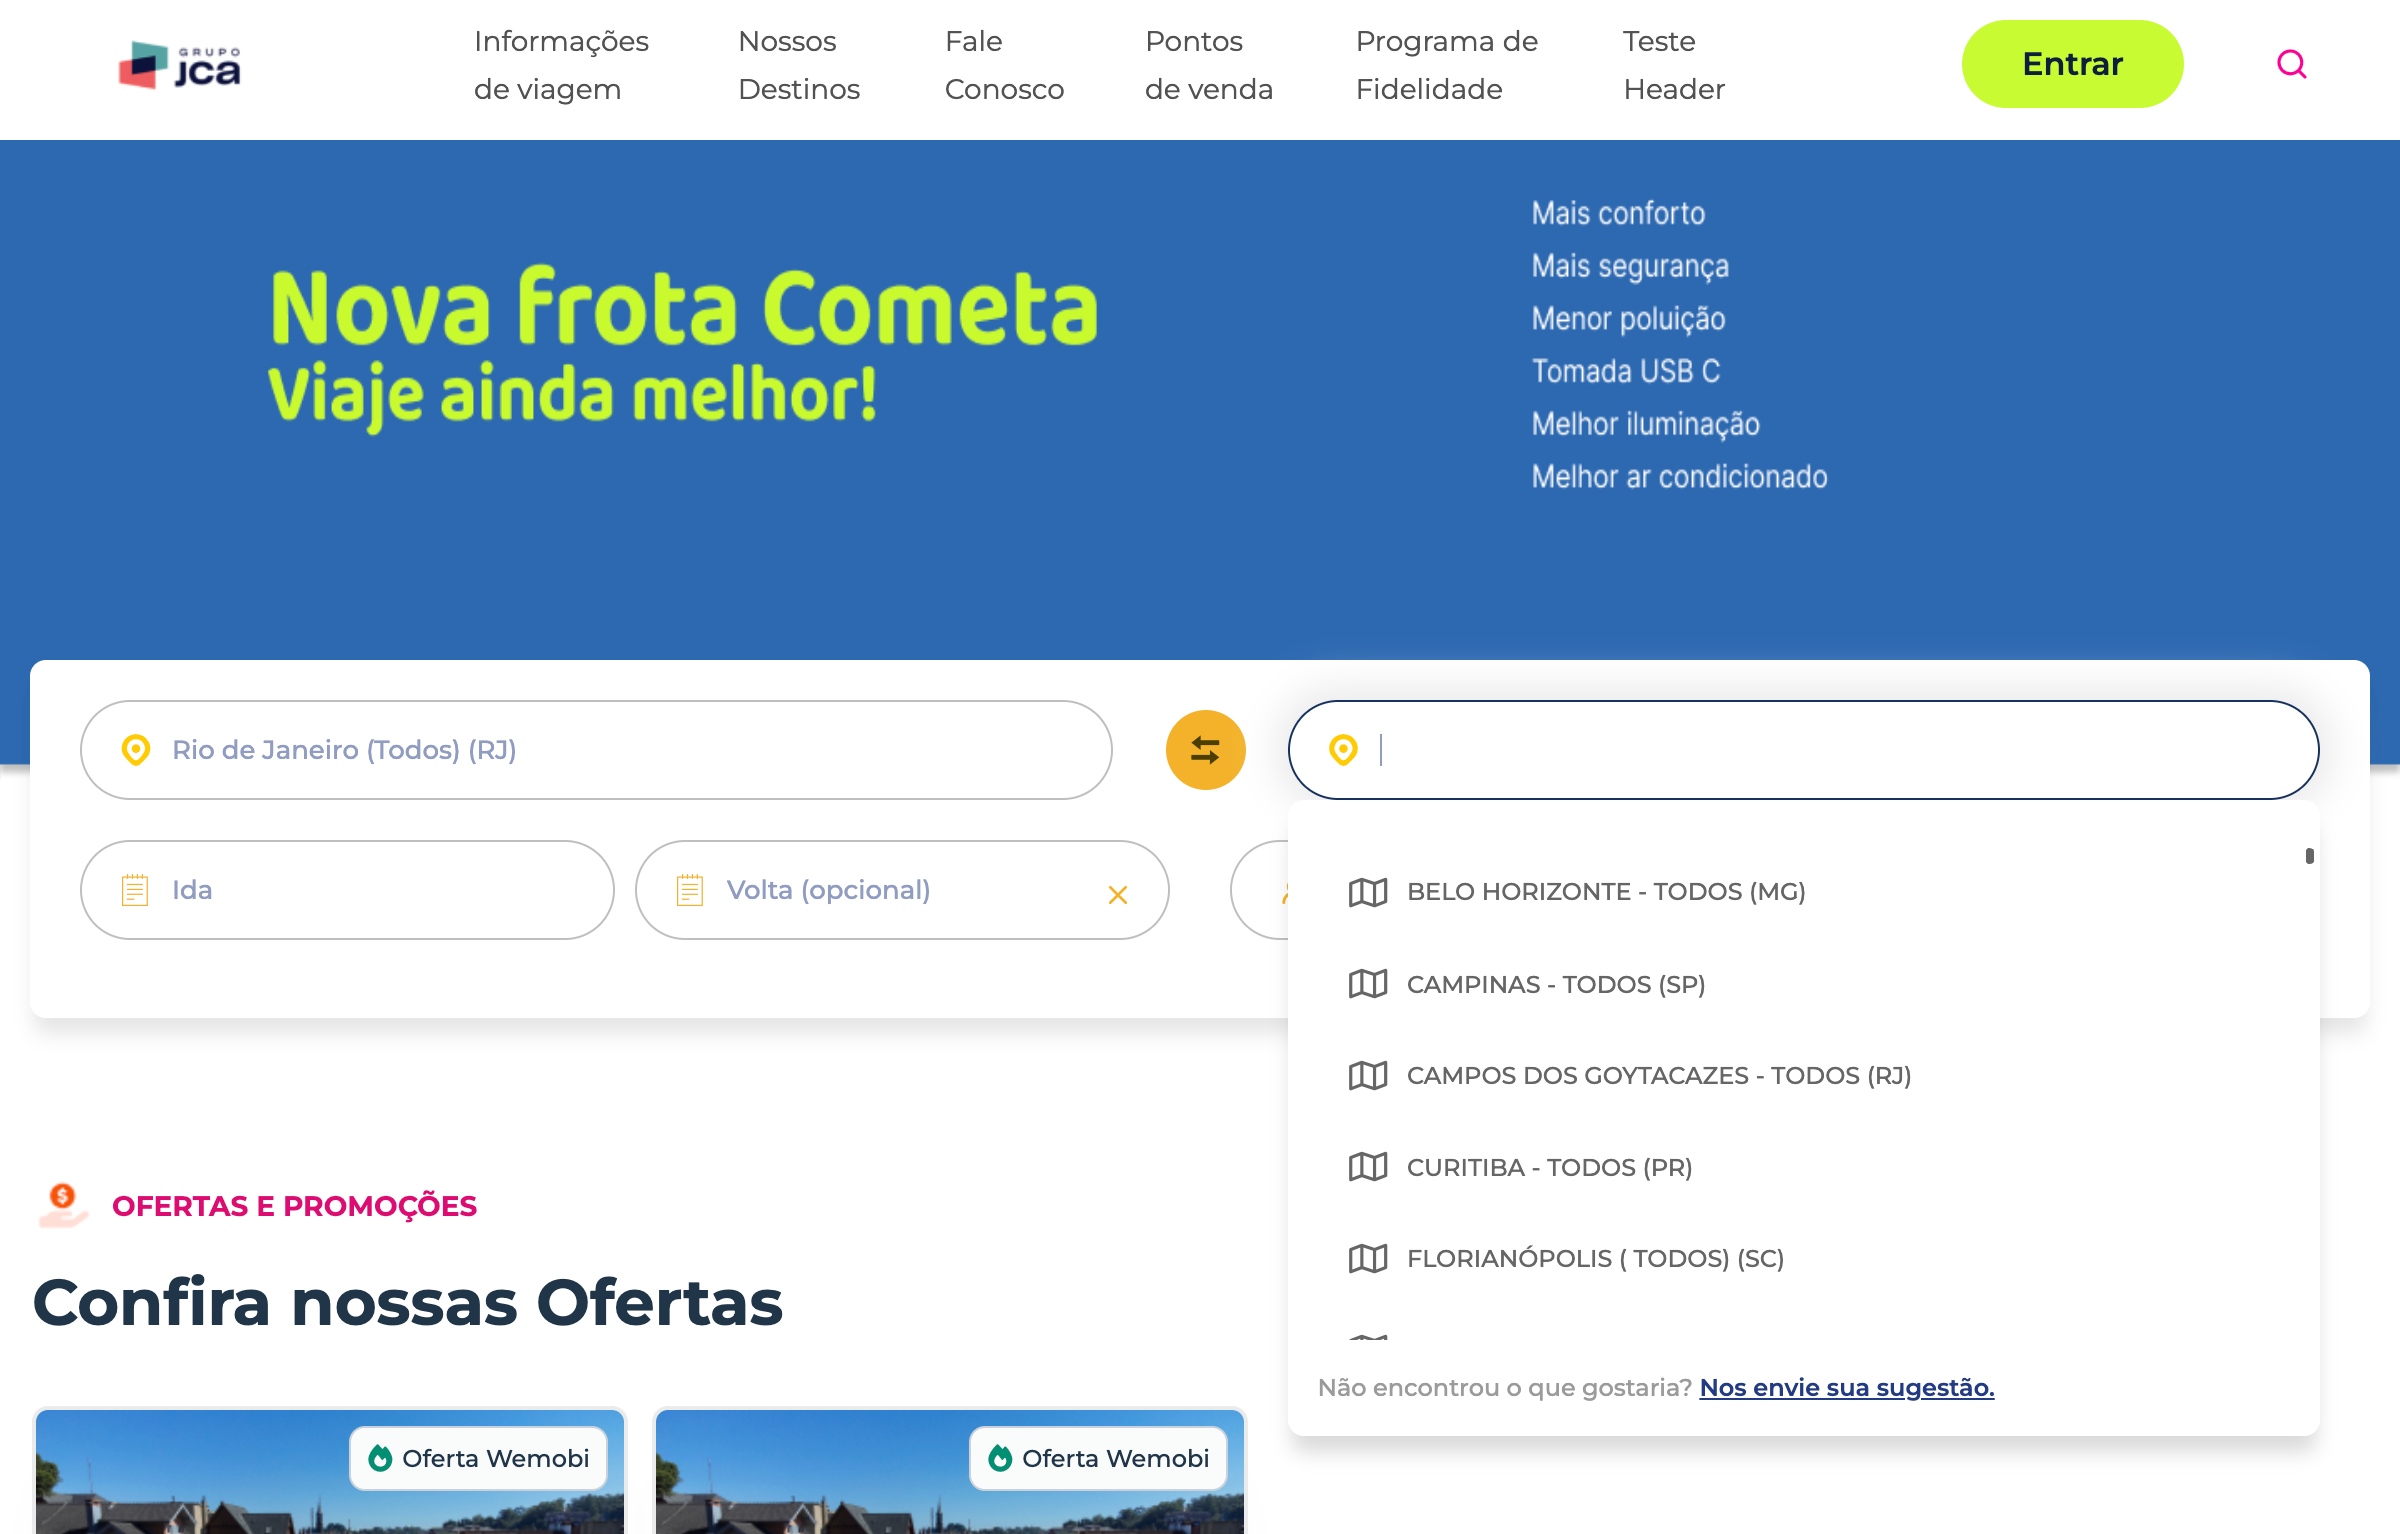 GRUPO
jca
Informações
de viagem
Nossos
Destinos
Fale
Conosco
Pontos
de venda
Programa de
Fidelidade
Teste
Header
Entrar
Nova frota Cometa
Viaje ainda melhor!
Mais conforto
Mais segurança
Menor poluição
Tomada USB C
Melhor iluminação
Melhor ar condicionado
Rio de Janeiro (Todos) (RJ)
Ida
Volta (opcional)
BELO HORIZONTE - TODOS (MG)
CAMPINAS - TODOS (SP)
CAMPOS DOS GOYTACAZES - TODOS (RJ)
CURITIBA - TODOS (PR)
FLORIANÓPOLIS ( TODOS) (SC)
Não encontrou o que gostaria? Nos envie sua sugestão.
OFERTAS E PROMOÇÕES
Confira nossas Ofertas
Oferta Wemobi
Oferta Wemobi